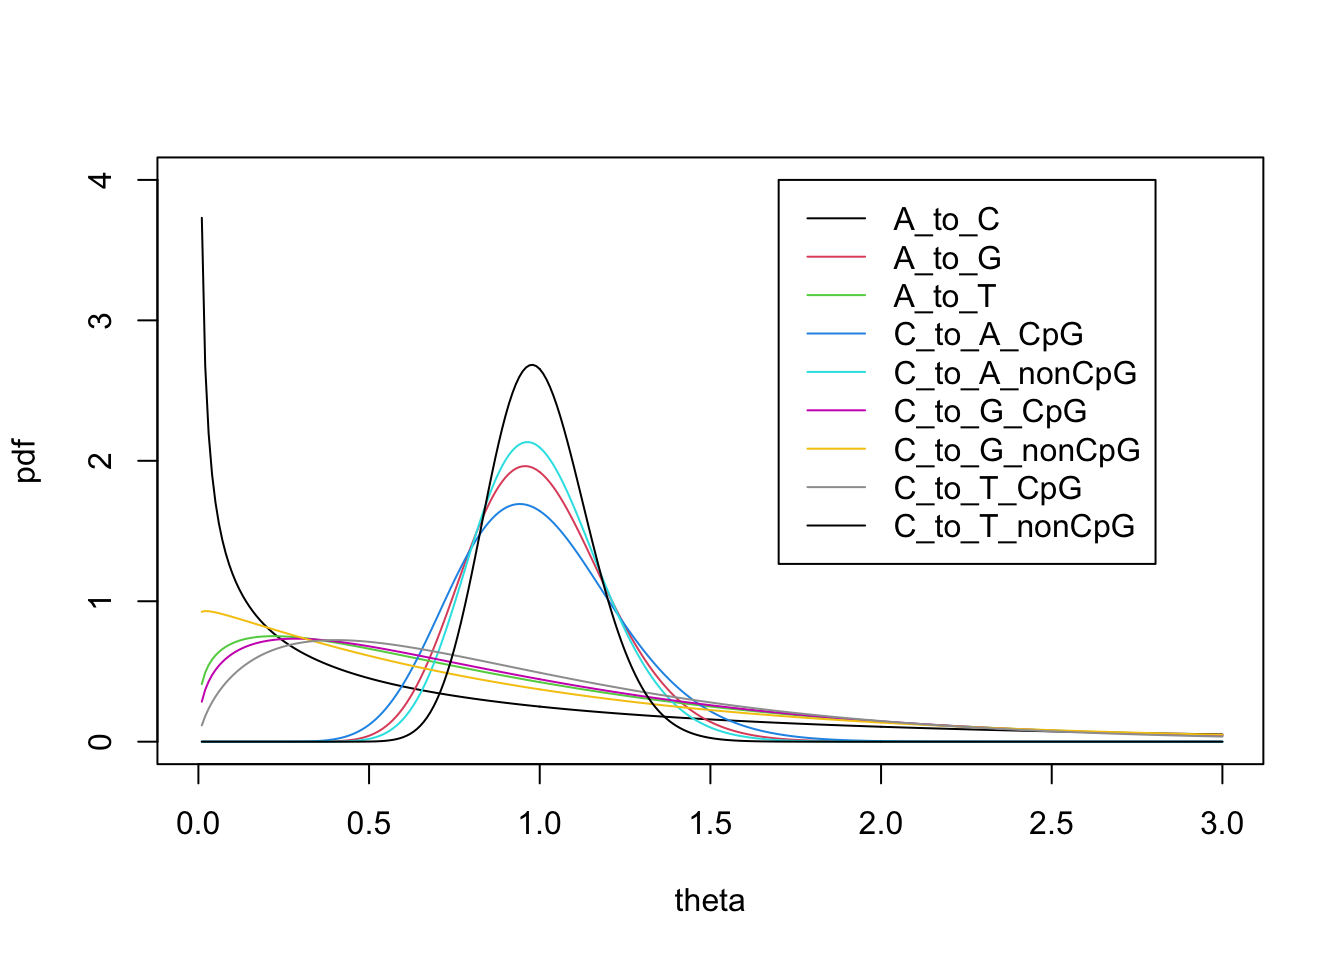 4
3
2
1
0
pdf
A_to_C
A_to_G
A_to_T
C_to_A_CpG
C_to_A_nonCpG
C_to_G_CpG
C_to_G_nonCpG
C_to_T_CpG
C_to_T_nonCpG
0.0 0.5 1.0 1.5 2.0 2.5 3.0
theta